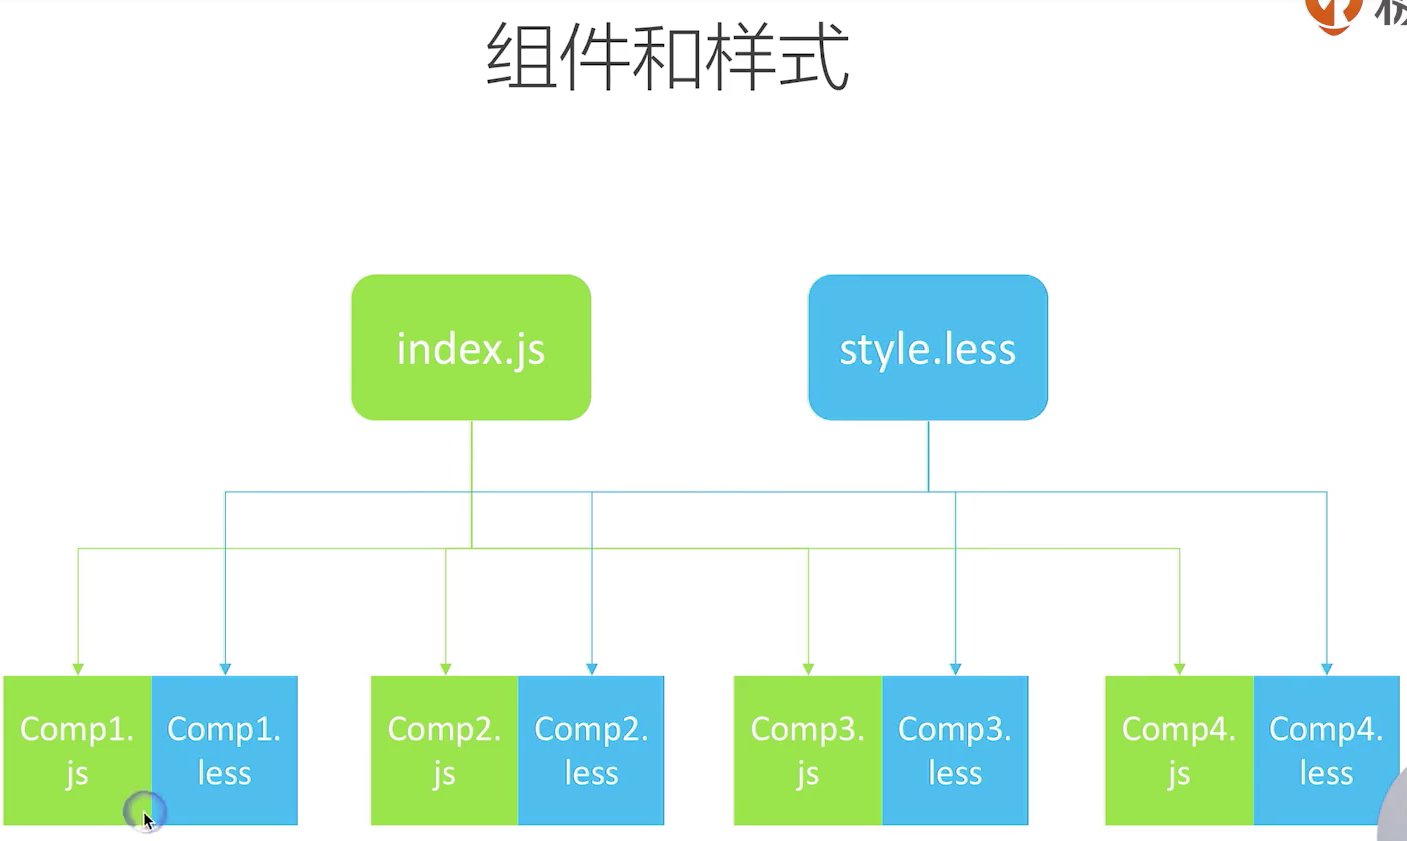 组件和样式
index.js
style.less
Comp1.
js
Comp1.
less
Comp2.
js
Comp2.
less
Comp3.
js
Comp3.
less
Comp4.
js
Comp4.
less